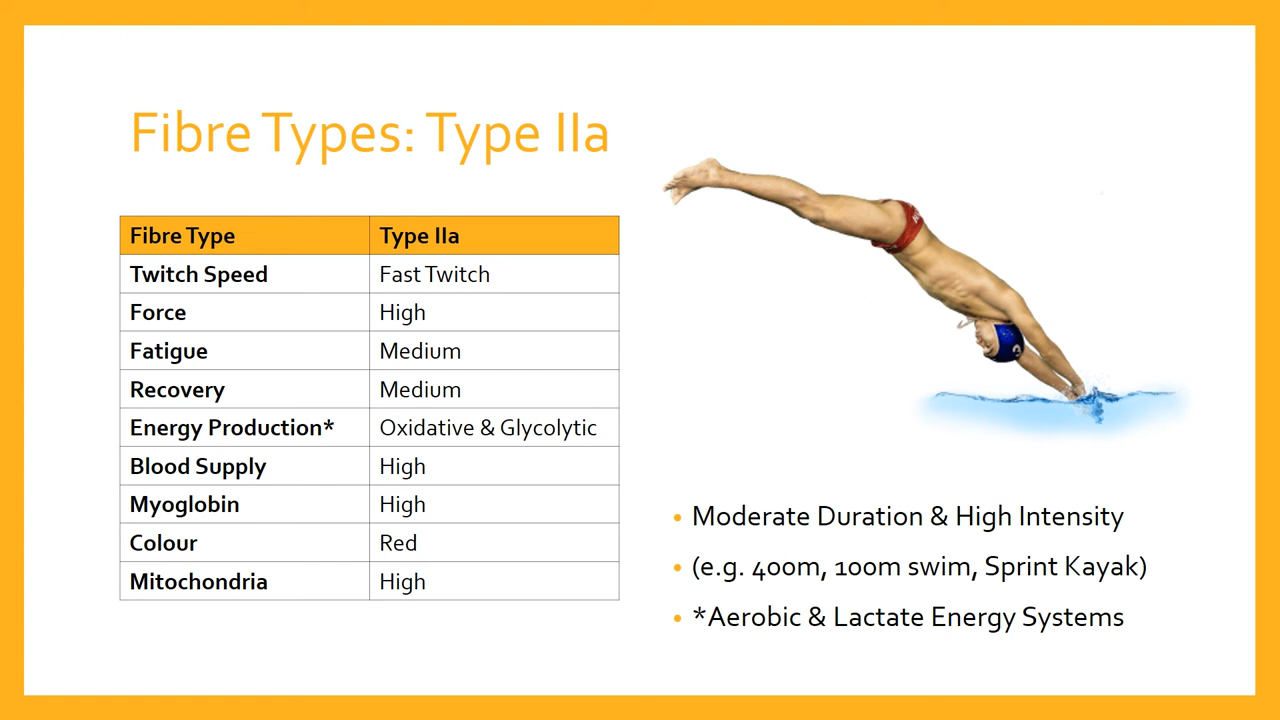 Fibre Types: Type IIa
Fibre Type Type IIa
Twitch Speed Fast Twitch
Force High
Fatigue Medium
Recovery Medium
Energy Production* Oxidative & Glycolytic
Blood Supply High
Myoglobin High
Colour Red
Mitochondria High
• Moderate Duration & High Intensity
• (e.g. 400m, 100m swim, Sprint Kayak)
• *Aerobic & Lactate Energy Systems